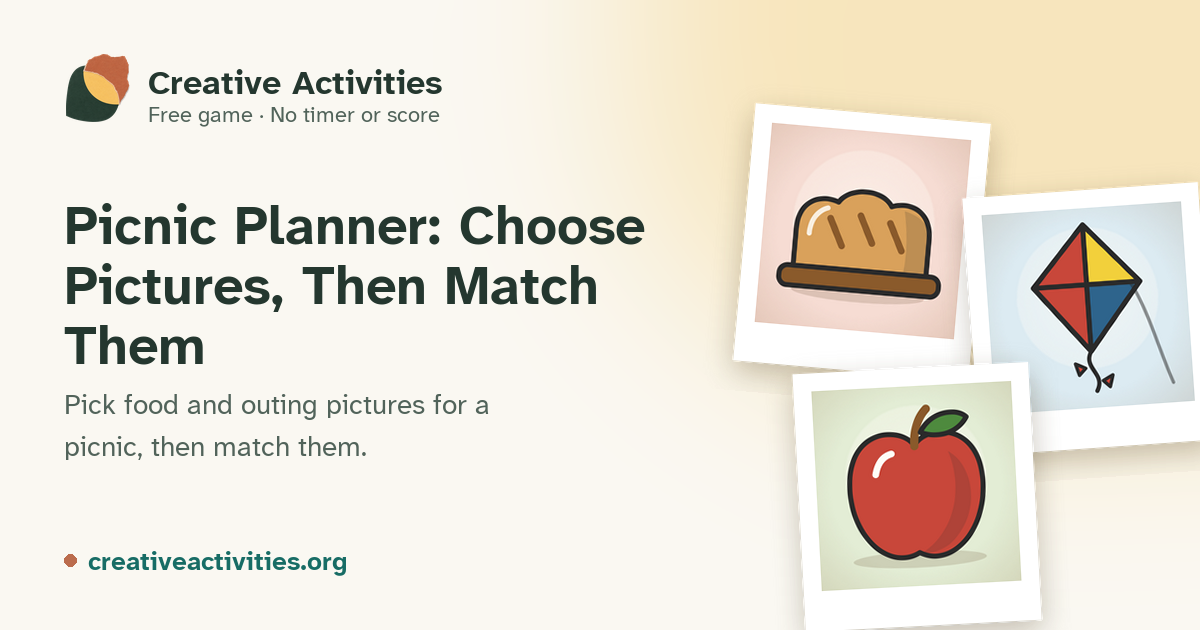 Creative Activities
Free game · No timer or score
Picnic Planner: Choose
Pictures, Then Match
Them
Pick food and outing pictures for a
picnic, then match them.
creativeactivities.org